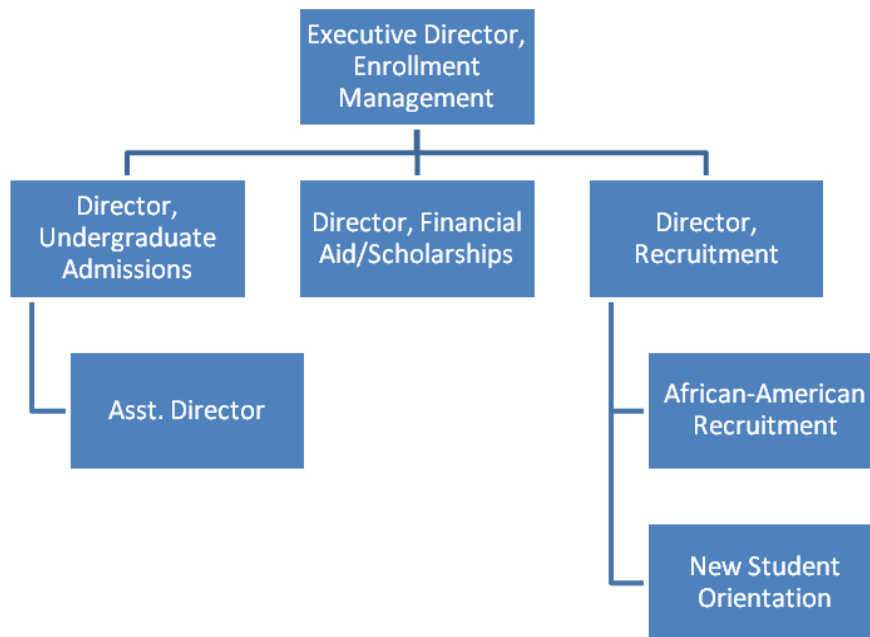 Executive Director,
Enrollment
Management
Director,
Undergraduate
Admissions
Director, Financial
Aid/Scholarships
Director,
Recruitment
Asst. Director
African-American
Recruitment
New Student
Orientation